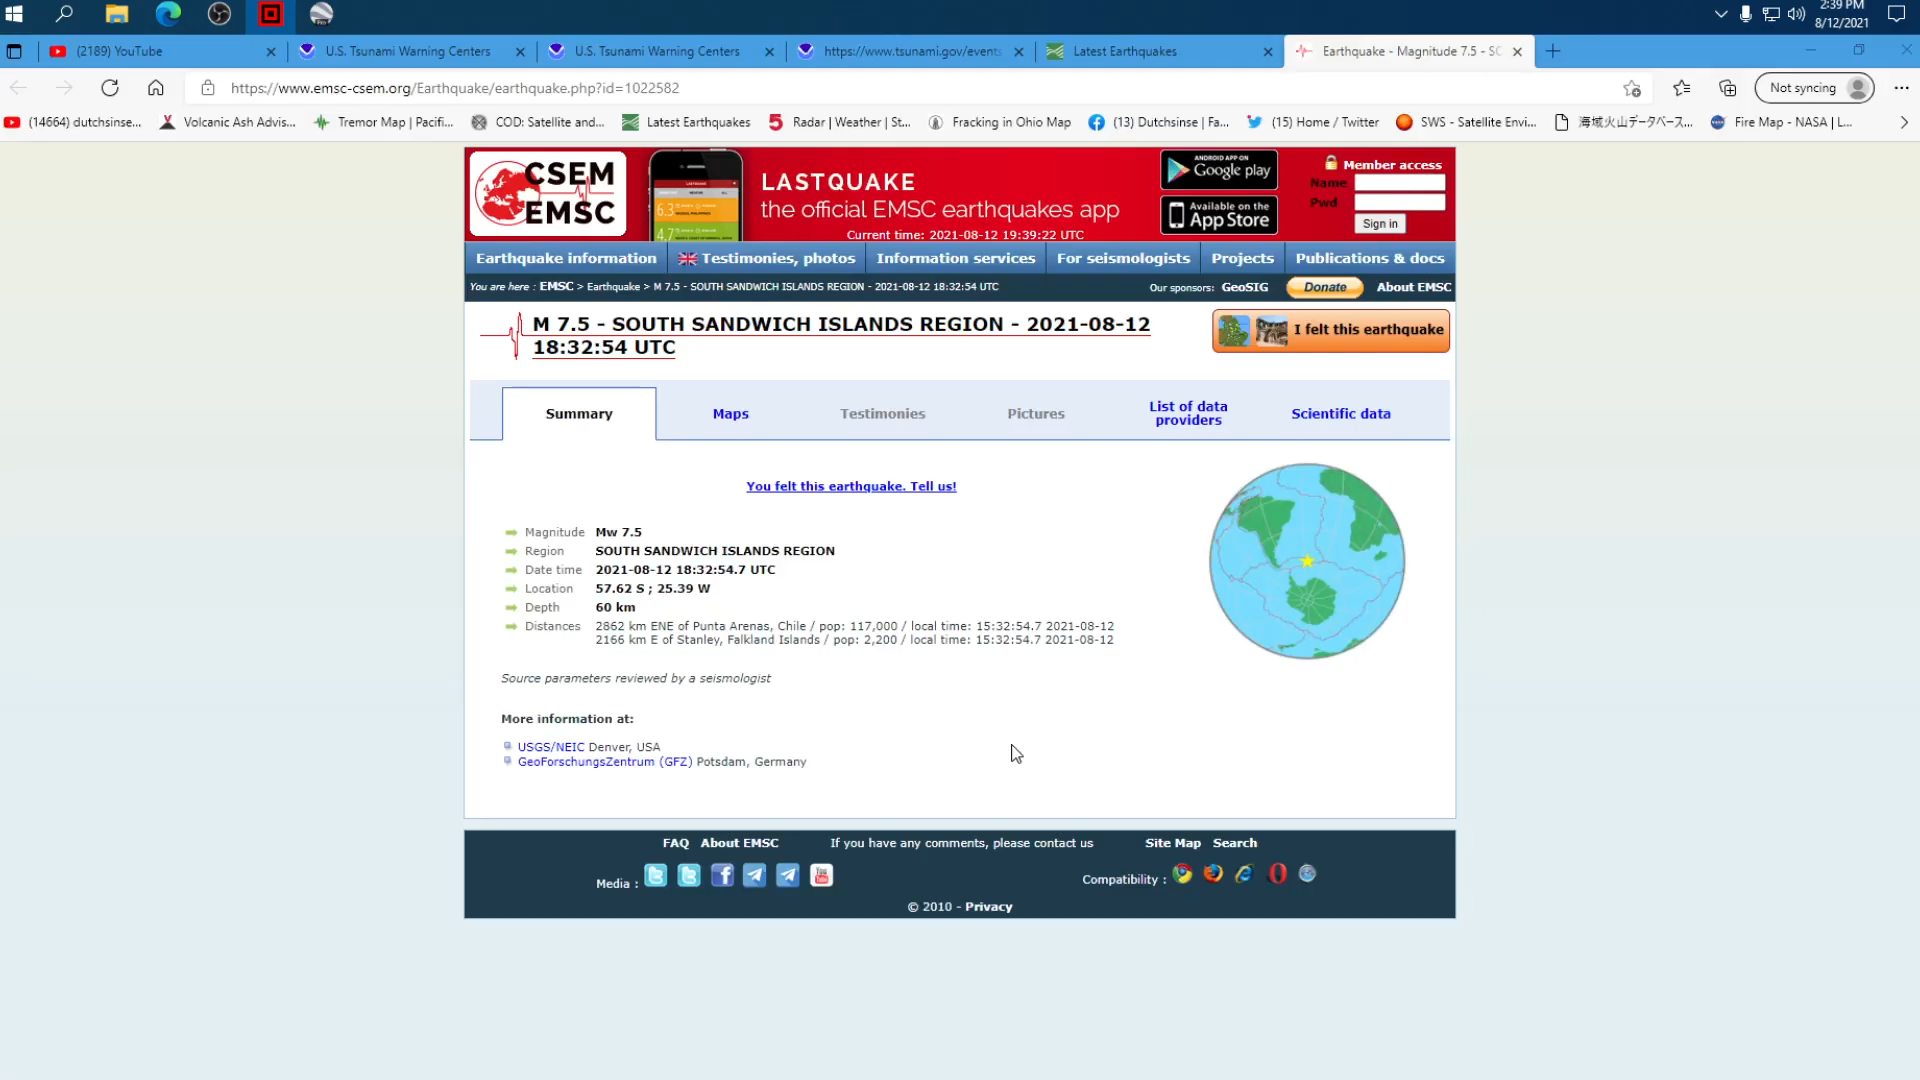 2:39 PM
8/12/2021
(2189) YouTube
U.S. Tsunami Warning Centers
U.S. Tsunami Warning Centers
https://www.tsunami.gov/events
Latest Earthquakes
Earthquake - Magnitude 7.5 - SO
https://www.emsc-csem.org/Earthquake/earthquake.php?id=1022582
Not syncing
(14664) dutchsinse...
Volcanic Ash Advis...
Tremor Map | Pacifi...
COD: Satellite and...
Latest Earthquakes
5
Radar | Weather | St...
Fracking in Ohio Map
(13) Dutchsinse | Fa...
(15) Home / Twitter
SWS - Satellite Envi...
海域火山データベース...
Fire Map - NASA | L...
CSEM
EMSC
LASTQUAKE
the official EMSC earthquakes app
Current time: 2021-08-12 19:39:22 UTC
6.3
4.7
ANDROID APP ON
Google play
Available on the
App Store
Member access
Name
Pwd
Sign in
Earthquake information
Testimonies, photos
Information services
For seismologists
Projects
Publications & docs
You are here : EMSC > Earthquake > M 7.5 - SOUTH SANDWICH ISLANDS REGION - 2021-08-12 18:32:54 UTC
Our sponsors: GeoSIG
Donate
About EMSC
M 7.5 - SOUTH SANDWICH ISLANDS REGION - 2021-08-12
18:32:54 UTC
I felt this earthquake
Summary
Maps
Testimonies
Pictures
List of data
providers
Scientific data
You felt this earthquake. Tell us!
Magnitude Mw 7.5
Region SOUTH SANDWICH ISLANDS REGION
Date time 2021-08-12 18:32:54.7 UTC
Location 57.62 S ; 25.39 W
Depth 60 km
Distances 2862 km ENE of Punta Arenas, Chile / pop: 117,000 / local time: 15:32:54.7 2021-08-12
2166 km E of Stanley, Falkland Islands / pop: 2,200 / local time: 15:32:54.7 2021-08-12
Source parameters reviewed by a seismologist
More information at:
USGS/NEIC Denver, USA
GeoForschungsZentrum (GFZ) Potsdam, Germany
FAQ About EMSC If you have any comments, please contact us Site Map Search
Media :
Compatibility :
© 2010 - Privacy